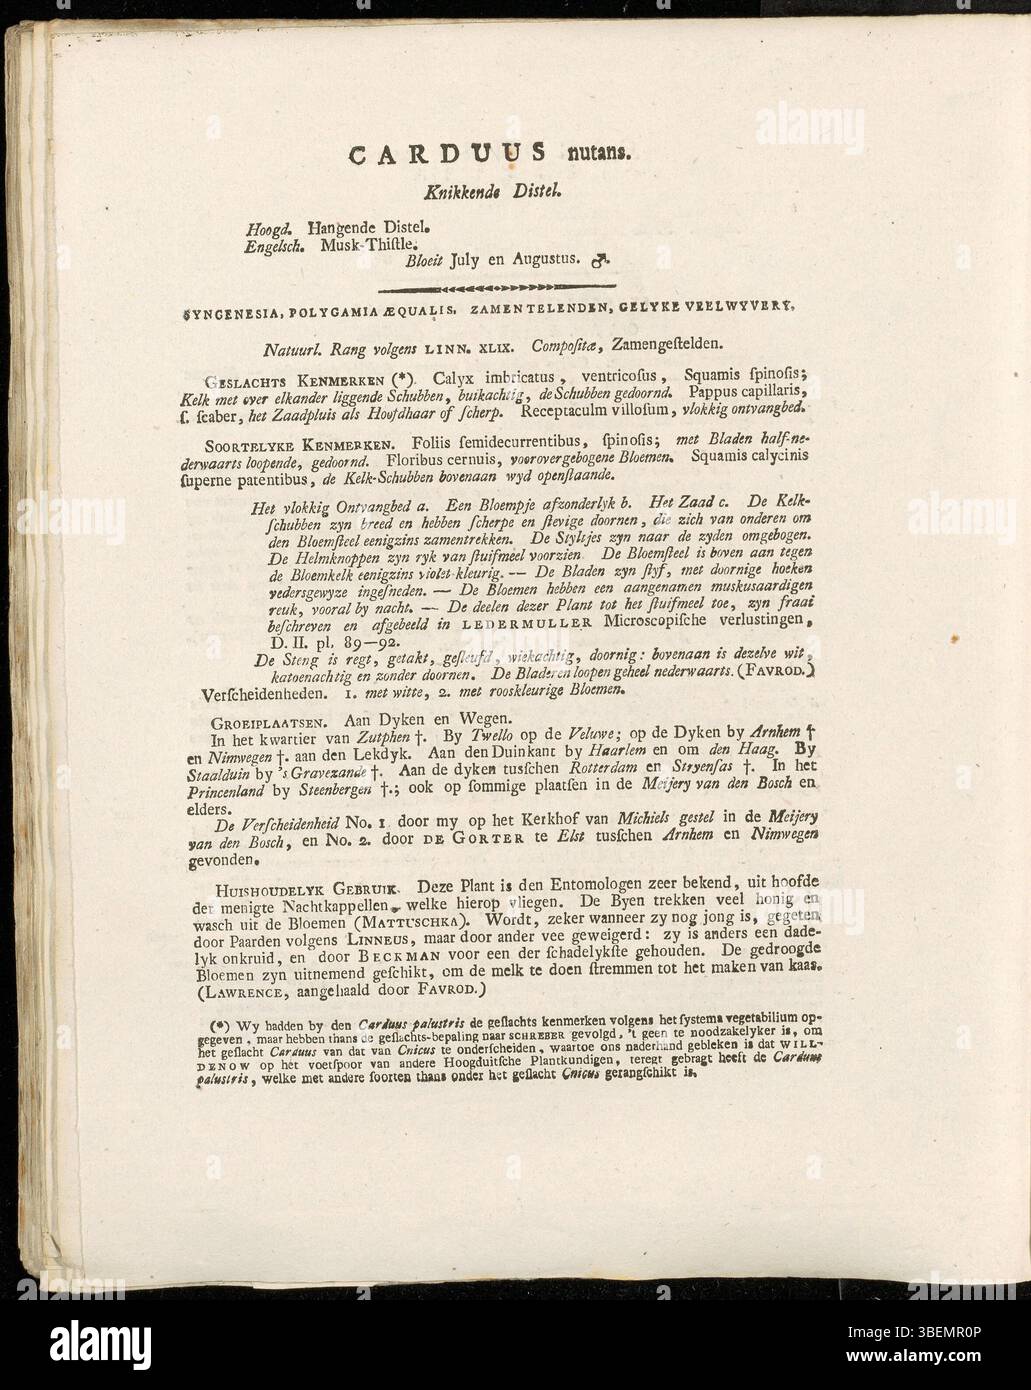 CARDUUS nutans.
Knikkende Distel.
Hoogd. Hangende Distel.
Engelsch. Musk-Thiſtle.
Bloeit July en Augustus. ♂.
SYNGENESIA, POLYGAMIA ÆQUALIS. ZAMENTELENDEN, GELYKE VEELWYVERY.
Natuurl. Rang volgens LINN. XLIX. Compoſitæ, Zamengeſtelden.
GESLACHTS KENMERKEN (*). Calyx imbricatus, ventricoſus, Squamis ſpinoſis;
Kelk met over elkander liggende Schubben, buikachtig, de Schubben gedoornd. Pappus capillaris,
ſ. ſcaber, het Zaadpluis als Hoofdhaar of ſcherp. Receptaculm villoſum, vlokkig ontvangbed.
SOORTELYKE KENMERKEN. Foliis ſemidecurrentibus, ſpinoſis; met Bladen half-ne-
derwaarts loopende, gedoornd. Floribus cernuis, voorovergebogene Bloemen. Squamis calycinis
ſuperne patentibus, de Kelk-Schubben bovenaan wyd openſtaande.
Het vlokkig Ontvangbed a. Een Bloempje afzonderlyk b. Het Zaad c. De Kelk-
ſchubben zyn breed en hebben ſcherpe en ſtevige doornen, die zich van onderen om
den Bloemſteel eenigzins zamentrekken. De Styltjes zyn naar de zyden omgebogen.
De Helmknoppen zyn ryk van ſtuifmeel voorzien. De Bloemſteel is boven aan tegen
de Bloemkelk eenigzins violet-kleurig. — De Bladen zyn ſtyf, met doornige hoeken
vedersgewyze ingeſneden. — De Bloemen hebben een aangenamen muskusaardigen
reuk, vooral by nacht. — De deelen dezer Plant tot het ſtuifmeel toe, zyn fraai
beſchreven en afgebeeld in LEDERMULLER Microscopiſche verlustingen,
D. II. pl. 89—92.
De Steng is regt, getakt, geſleufd, wiekachtig, doornig: bovenaan is dezelve wit,
katoenachtig en zonder doornen. De Bladeren loopen geheel nederwaarts. (FAVROD.)
Verſcheidenheden. 1. met witte, 2. met rooskleurige Bloemen.
GROEIPLAATSEN. Aan Dyken en Wegen.
In het kwartier van Zutphen †. By Twello op de Veluwe; op de Dyken by Arnhem †
en Nimwegen †. aan den Lekdyk. Aan den Duinkant by Haarlem en om den Haag. By
Staalduin by 's Gravezande †. Aan de dyken tusſchen Rotterdam en Stryenſas †. In het
Princenland by Steenbergen †.; ook op ſommige plaatſen in de Meijery van den Bosch en
elders.
De Verſcheidenheid No. 1 door my op het Kerkhof van Michiels gestel in de Meijery
van den Bosch, en No. 2. door DE GORTER te Elst tusſchen Arnhem en Nimwegen
gevonden.
HUISHOUDELYK GEBRUIK. Deze Plant is den Entomologen zeer bekend, uit hoofde
der menigte Nachtkappellen, welke hierop vliegen. De Byen trekken veel honig en
wasch uit de Bloemen (MATTUSCHKA). Wordt, zeker wanneer zy nog jong is, gegeten
door Paarden volgens LINNEUS, maar door ander vee geweigerd: zy is anders een dade-
lyk onkruid, en door BECKMAN voor een der ſchadelykſte gehouden. De gedroogde
Bloemen zyn uitnemend geſchikt, om de melk te doen ſtremmen tot het maken van kaas.
(LAWRENCE, aangehaald door FAVROD.)
(*) Wy hadden by den Carduus paluſtris de geſlachts kenmerken volgens het ſystema vegetabilium op-
gegeven, maar hebben thans de geſlachts-bepaling naar SCHREBER gevolgd, 't geen te noodzakelyker is, om
het geſlacht Carduus van dat van Cnicus te onderſcheiden, waartoe ons naderhand gebleken is dat WILL-
DENOW op het voetſpoor van andere Hoogduitſche Plantkundigen, teregt gebragt heeft de Carduus
paluſtris, welke met andere ſoorten thans onder het geſlacht Cnicus gerangſchikt is.
alamy
Image ID: 3BEMR0P
www.alamy.com